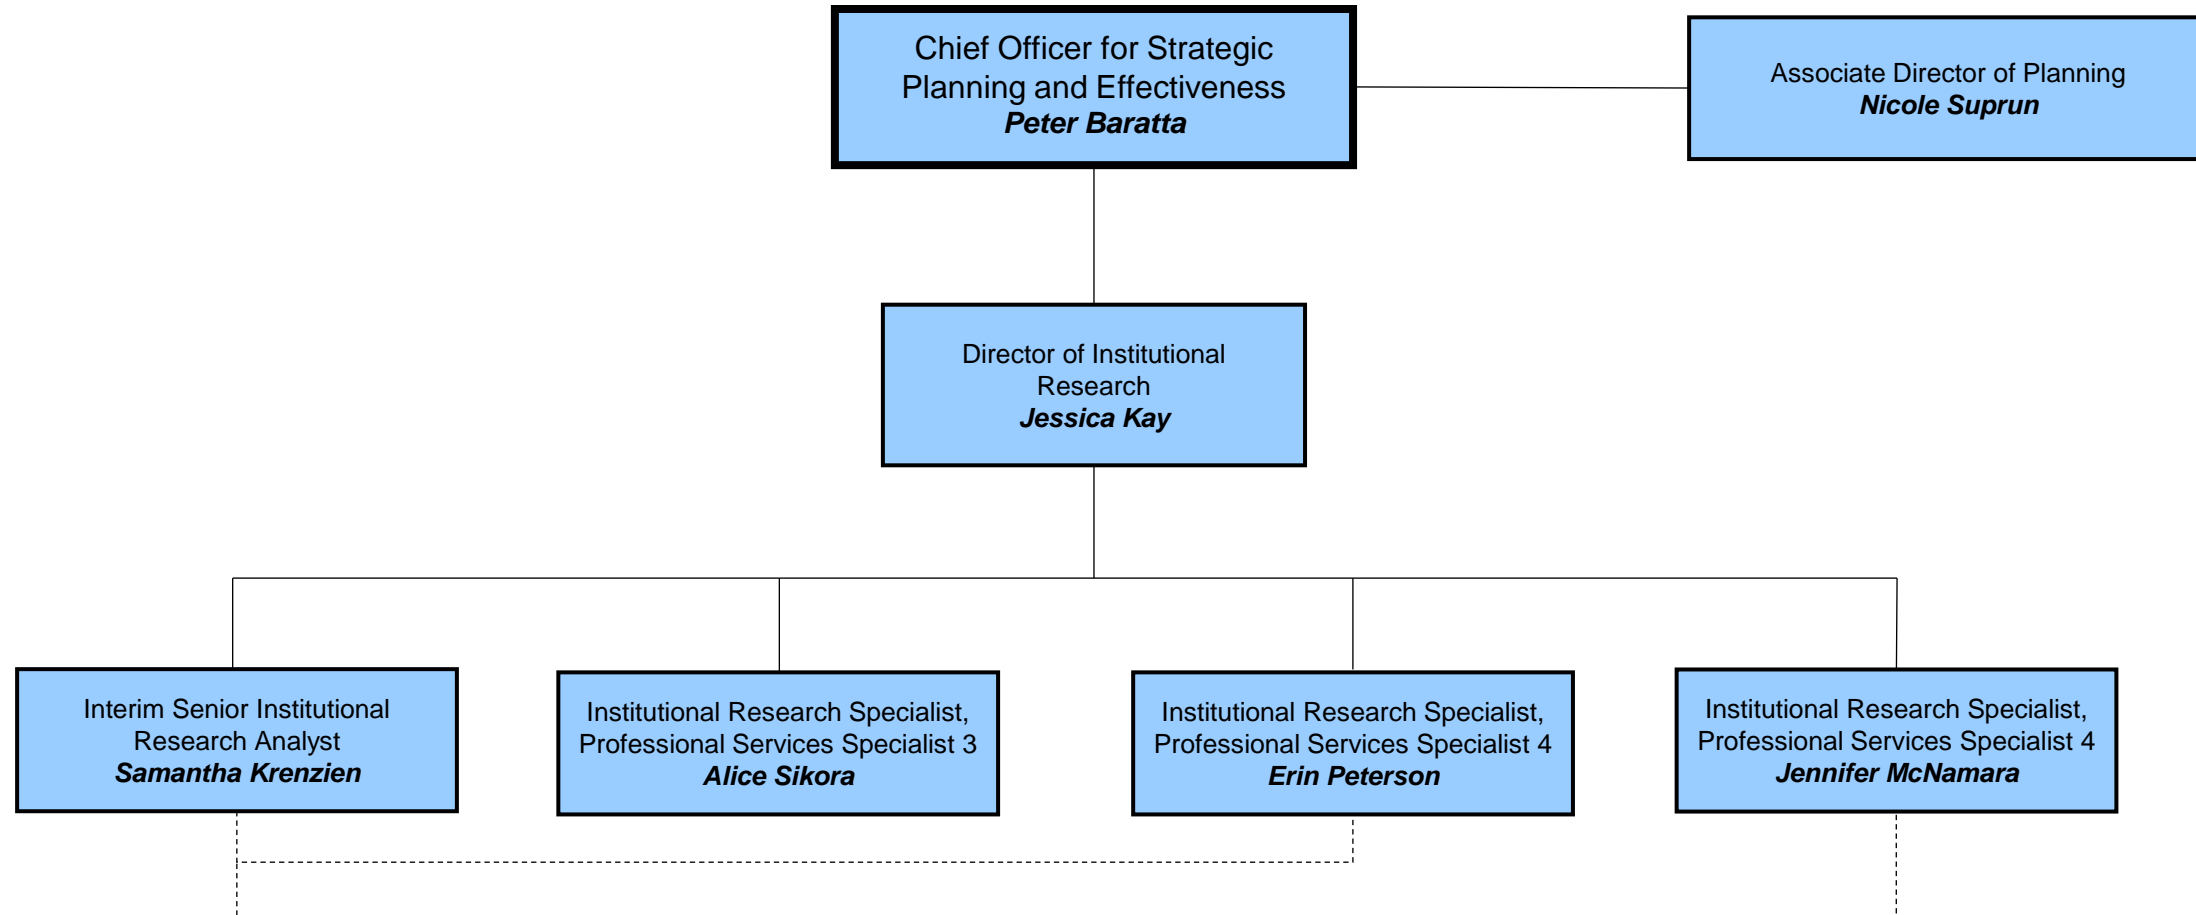 Chief Officer for Strategic
Planning and Effectiveness
Peter Baratta
Associate Director of Planning
Nicole Suprun
Director of Institutional
Research
Jessica Kay
Interim Senior Institutional
Research Analyst
Samantha Krenzien
Institutional Research Specialist,
Professional Services Specialist 3
Alice Sikora
Institutional Research Specialist,
Professional Services Specialist 4
Erin Peterson
Institutional Research Specialist,
Professional Services Specialist 4
Jennifer McNamara